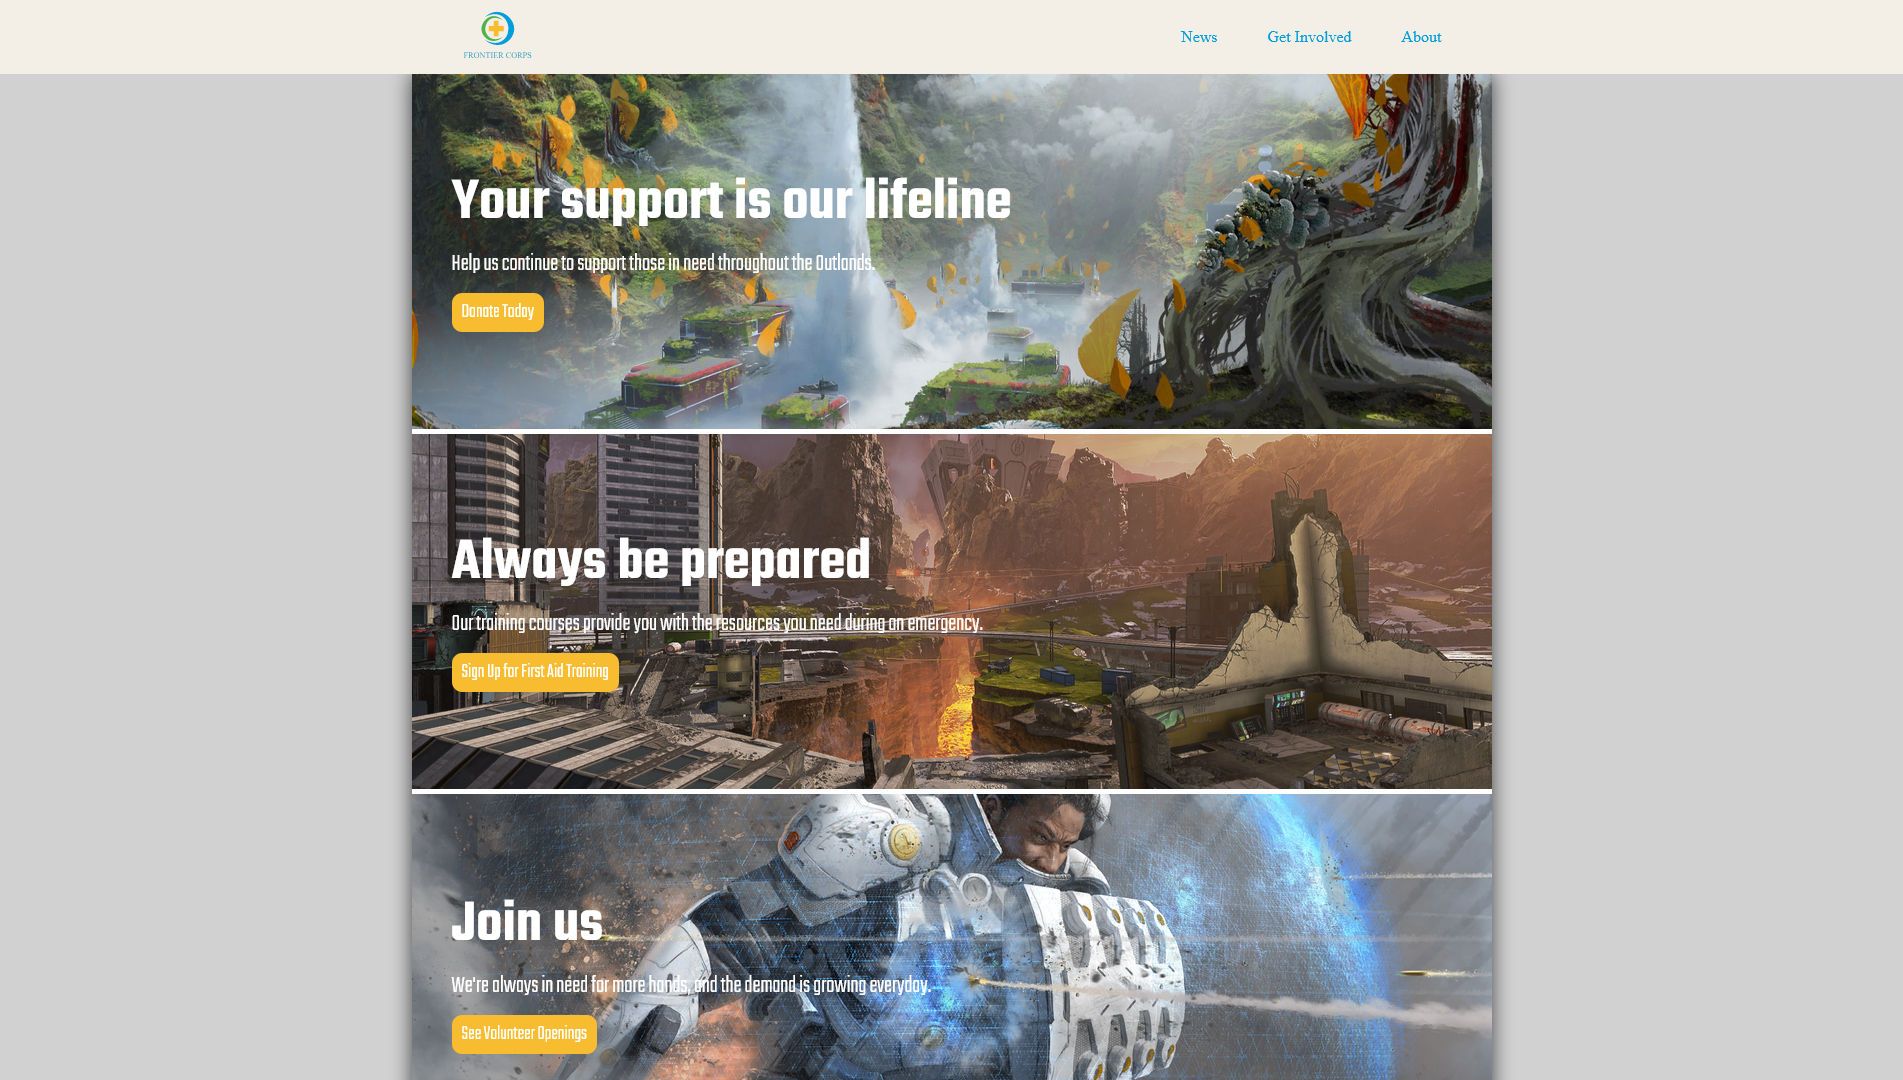 FRONTIER CORPS
News
Get Involved
About
Your support is our lifeline
Help us continue to support those in need throughout the Outlands.
Donate Today
Always be prepared
Our training courses provide you with the resources you need during an emergency.
Sign Up for First Aid Training
Join us
We're always in need for more hands, and the demand is growing everyday.
See Volunteer Openings